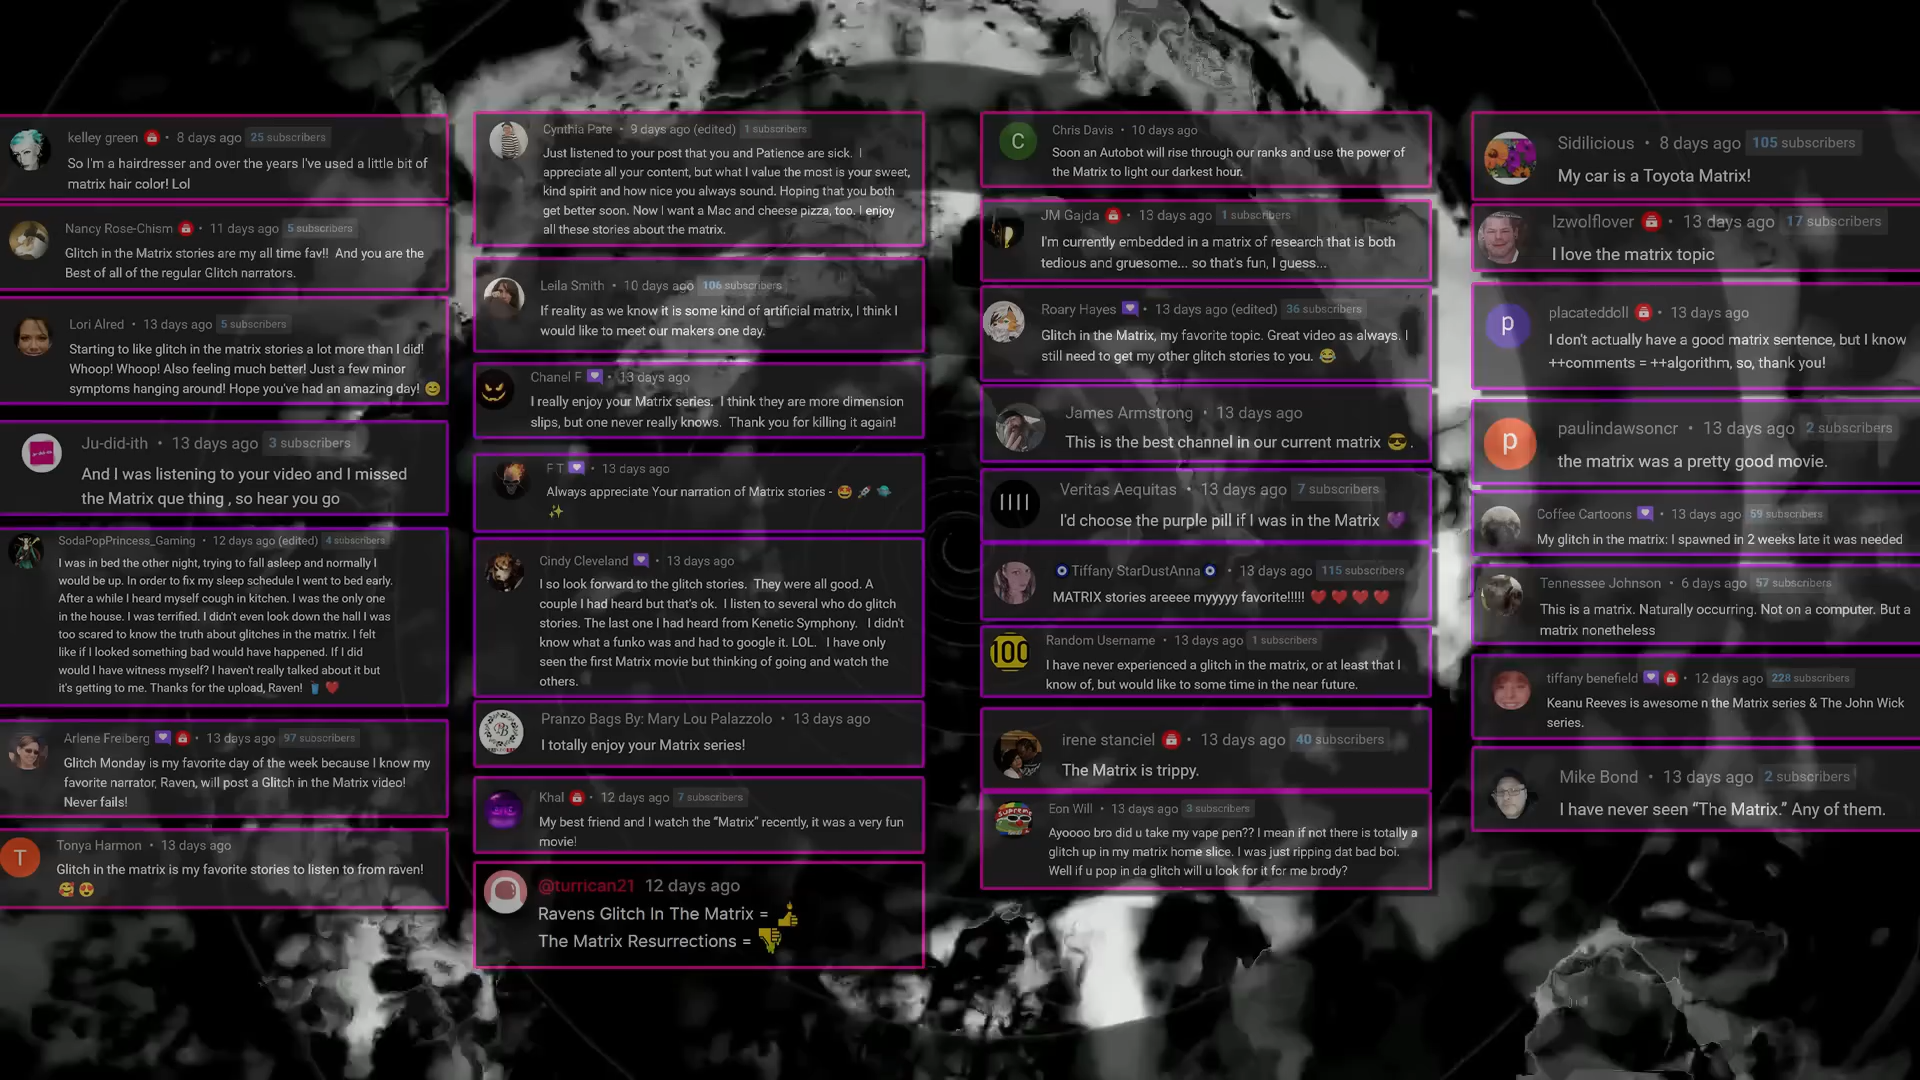 kelley green • 8 days ago 25 subscribers
So I'm a hairdresser and over the years I've used a little bit of
matrix hair color! Lol
Nancy Rose-Chism • 11 days ago 5 subscribers
Glitch in the Matrix stories are my all time fav!! And you are the
Best of all of the regular Glitch narrators.
Lori Alred • 13 days ago 5 subscribers
Starting to like glitch in the matrix stories a lot more than I did!
Whoop! Whoop! Also feeling much better! Just a few minor
symptoms hanging around! Hope you've had an amazing day! 😊
Ju-did-ith • 13 days ago 3 subscribers
And I was listening to your video and I missed
the Matrix que thing , so hear you go
SodaPopPrincess_Gaming • 12 days ago (edited) 4 subscribers
I was in bed the other night, trying to fall asleep and normally I
would be up. In order to fix my sleep schedule I went to bed early.
After a while I heard myself cough in kitchen. I was the only one
in the house. I was terrified. I didn't even look down the hall I was
too scared to know the truth about glitches in the matrix. I felt
like if I looked something bad would have happened. If I did
would I have witness myself? I haven't really talked about it but
it's getting to me. Thanks for the upload, Raven! 🥤 ❤️
Arlene Freiberg • 13 days ago 97 subscribers
Glitch Monday is my favorite day of the week because I know my
favorite narrator, Raven, will post a Glitch in the Matrix video!
Never fails!
T
Tonya Harmon • 13 days ago
Glitch in the matrix is my favorite stories to listen to from raven!
🥰 😍
Cynthia Pate • 9 days ago (edited) 1 subscribers
Just listened to your post that you and Patience are sick. I
appreciate all your content, but what I value the most is your sweet,
kind spirit and how nice you always sound. Hoping that you both
get better soon. Now I want a Mac and cheese pizza, too. I enjoy
all these stories about the matrix.
Leila Smith • 10 days ago 106 subscribers
If reality as we know it is some kind of artificial matrix, I think I
would like to meet our makers one day.
Chanel F • 13 days ago
I really enjoy your Matrix series. I think they are more dimension
slips, but one never really knows. Thank you for killing it again!
F T • 13 days ago
Always appreciate Your narration of Matrix stories - 🤩 🚀 🪐
✨
Cindy Cleveland • 13 days ago
I so look forward to the glitch stories. They were all good. A
couple I had heard but that's ok. I listen to several who do glitch
stories. The last one I had heard from Kenetic Symphony. I didn't
know what a funko was and had to google it. LOL. I have only
seen the first Matrix movie but thinking of going and watch the
others.
Pranzo Bags By: Mary Lou Palazzolo • 13 days ago
I totally enjoy your Matrix series!
Khal • 12 days ago 7 subscribers
My best friend and I watch the “Matrix” recently, it was a very fun
movie!
@turrican21 12 days ago
Ravens Glitch In The Matrix = 👍
The Matrix Resurrections = 👎
C
Chris Davis • 10 days ago
Soon an Autobot will rise through our ranks and use the power of
the Matrix to light our darkest hour.
JM Gajda • 13 days ago 1 subscribers
I'm currently embedded in a matrix of research that is both
tedious and gruesome... so that's fun, I guess...
Roary Hayes • 13 days ago (edited) 36 subscribers
Glitch in the Matrix, my favorite topic. Great video as always. I
still need to get my other glitch stories to you. 😂
James Armstrong • 13 days ago
This is the best channel in our current matrix 😎 .
Veritas Aequitas • 13 days ago 7 subscribers
I'd choose the purple pill if I was in the Matrix 💜
🧿 Tiffany StarDustAnna 🧿 • 13 days ago 115 subscribers
MATRIX stories areeee myyyyy favorite!!!!! ❤️ ❤️ ❤️ ❤️
100
Random Username • 13 days ago 1 subscribers
I have never experienced a glitch in the matrix, or at least that I
know of, but would like to some time in the near future.
irene stanciel • 13 days ago 40 subscribers
The Matrix is trippy.
Eon Will • 13 days ago 3 subscribers
Ayoooo bro did u take my vape pen?? I mean if not there is totally a
glitch up in my matrix home slice. I was just ripping dat bad boi.
Well if u pop in da glitch will u look for it for me brody?
Sidilicious • 8 days ago 105 subscribers
My car is a Toyota Matrix!
Izwolflover • 13 days ago 17 subscribers
I love the matrix topic
p
placateddoll • 13 days ago
I don't actually have a good matrix sentence, but I know
++comments = ++algorithm, so, thank you!
p
paulindawsoncr • 13 days ago 2 subscribers
the matrix was a pretty good movie.
Coffee Cartoons • 13 days ago 59 subscribers
My glitch in the matrix: I spawned in 2 weeks late it was needed
Tennessee Johnson • 6 days ago 57 subscribers
This is a matrix. Naturally occurring. Not on a computer. But a
matrix nonetheless
tiffany benefield • 12 days ago 228 subscribers
Keanu Reeves is awesome n the Matrix series & The John Wick
series.
Mike Bond • 13 days ago 2 subscribers
I have never seen “The Matrix.” Any of them.